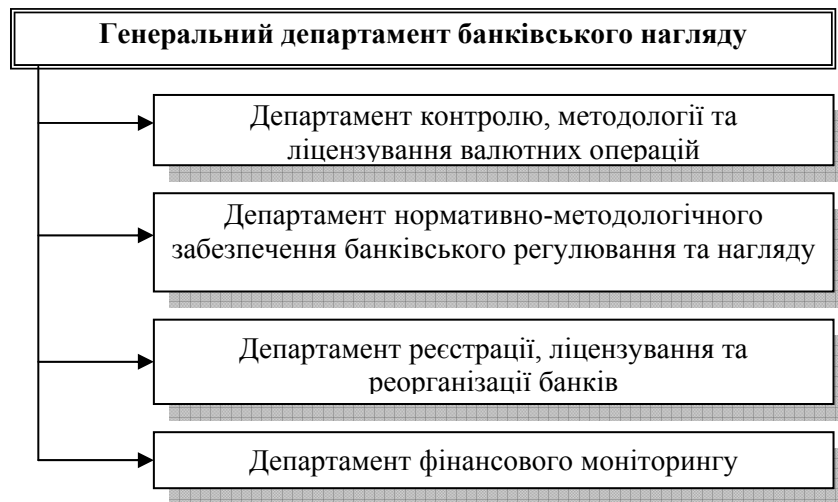 Генеральний департамент банківського нагляду
Департамент контролю, методології та
ліцензування валютних операцій
Департамент нормативно-методологічного
забезпечення банківського регулювання та нагляду
Департамент реєстрації, ліцензування та
реорганізації банків
Департамент фінансового моніторингу